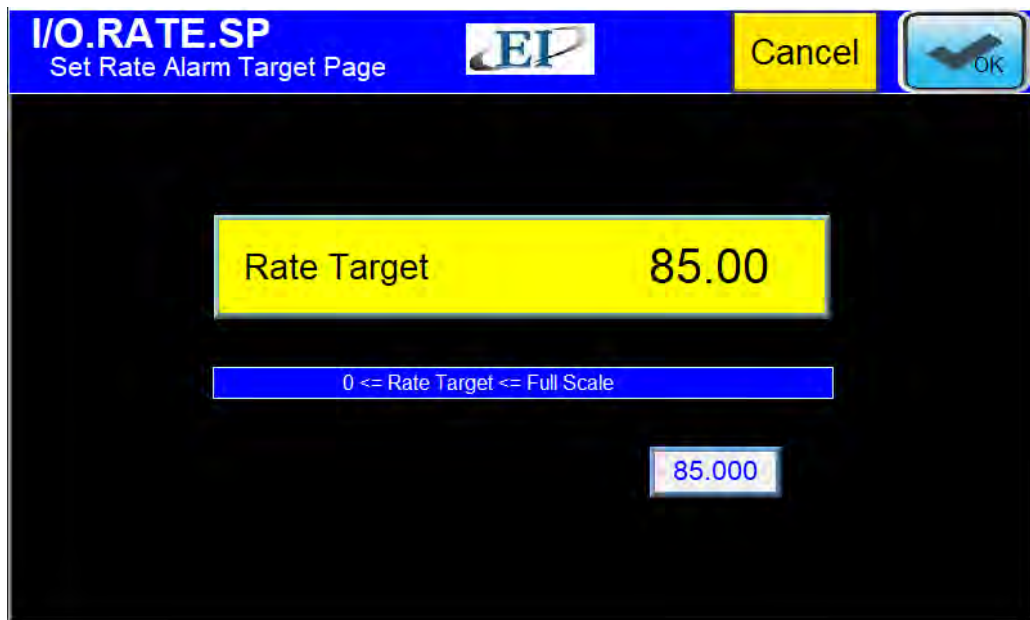 I/O.RATE.SP
Set Rate Alarm Target Page
EI
Cancel
OK
Rate Target 85.00
0 <= Rate Target <= Full Scale
85.000